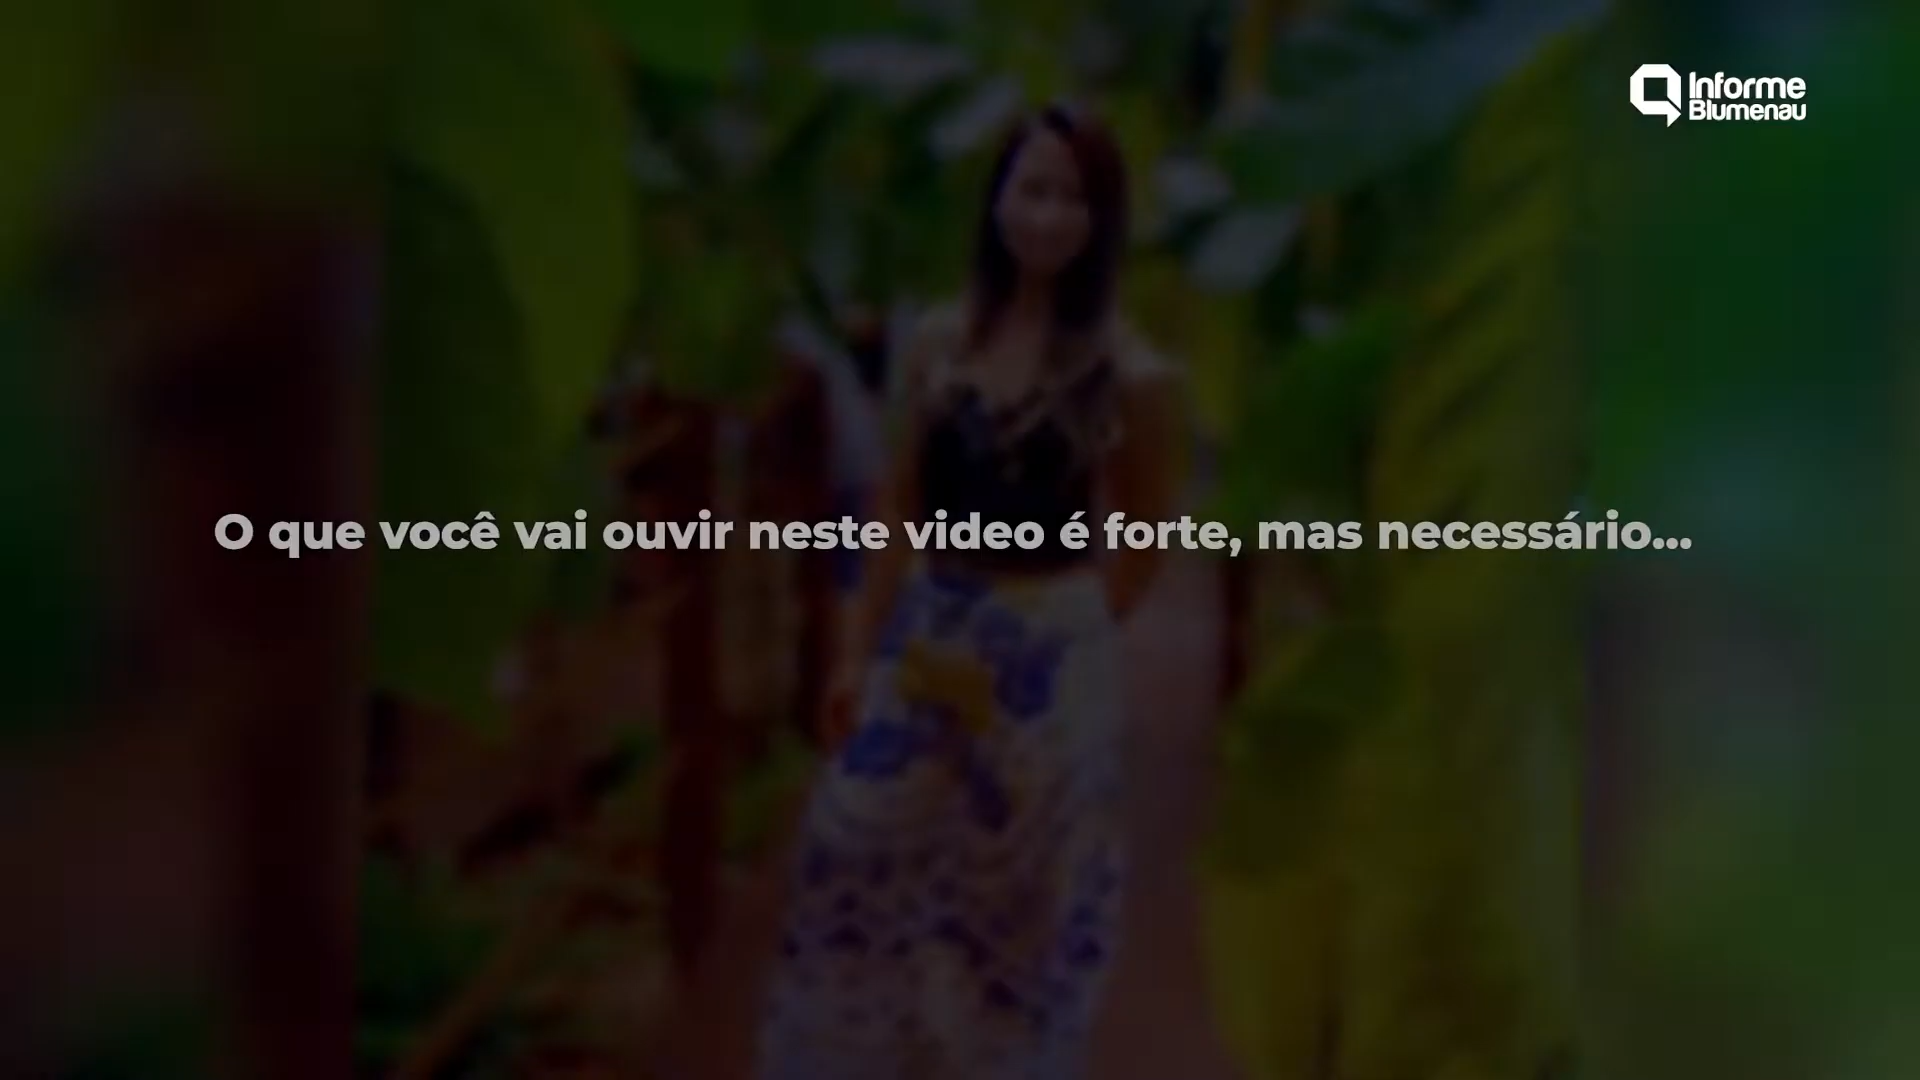 Informe
Blumenau
O que você vai ouvir neste video é forte, mas necessário...